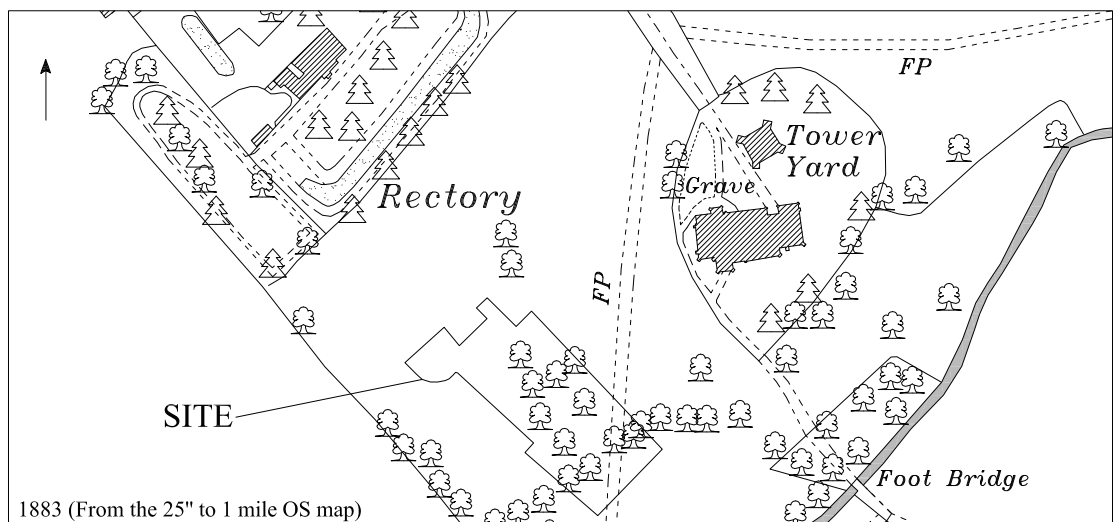 FP
Tower
Yard
Grave
Rectory
FP
SITE
Foot Bridge
1883 (From the 25" to 1 mile OS map)